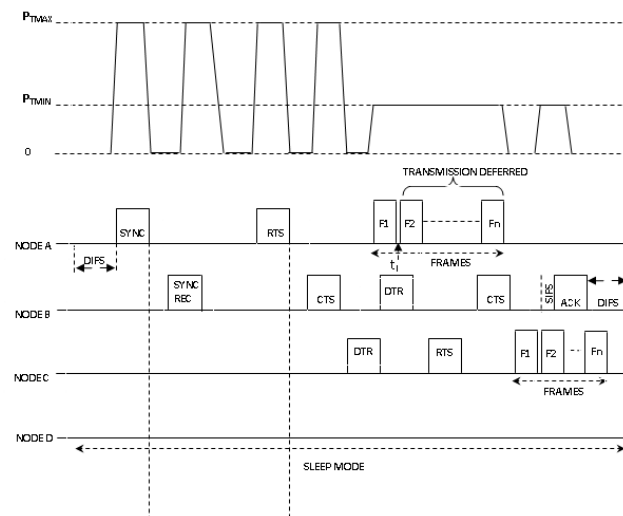 PTMAX
PTMIN
0
TRANSMISSION DEFERRED
SYNC
RTS
F1
F2
Fn
NODE A
DIFS
t1
FRAMES
SYNC
REC
CTS
DTR
CTS
SIFS
ACK
DIFS
NODE B
DTR
RTS
F1
F2
Fn
NODE C
FRAMES
NODE D
SLEEP MODE